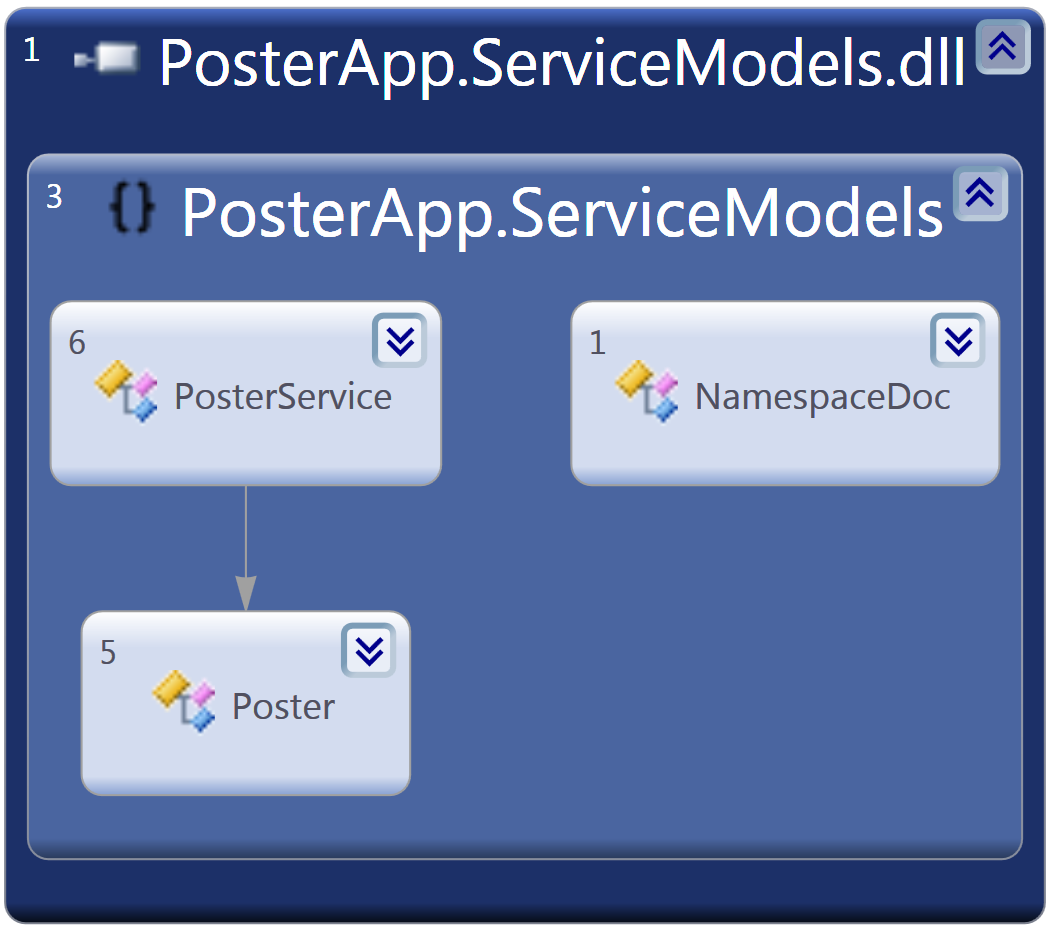 1 PosterApp.ServiceModels.dll
3 {} PosterApp.ServiceModels
6
PosterService
1
NamespaceDoc
5
Poster